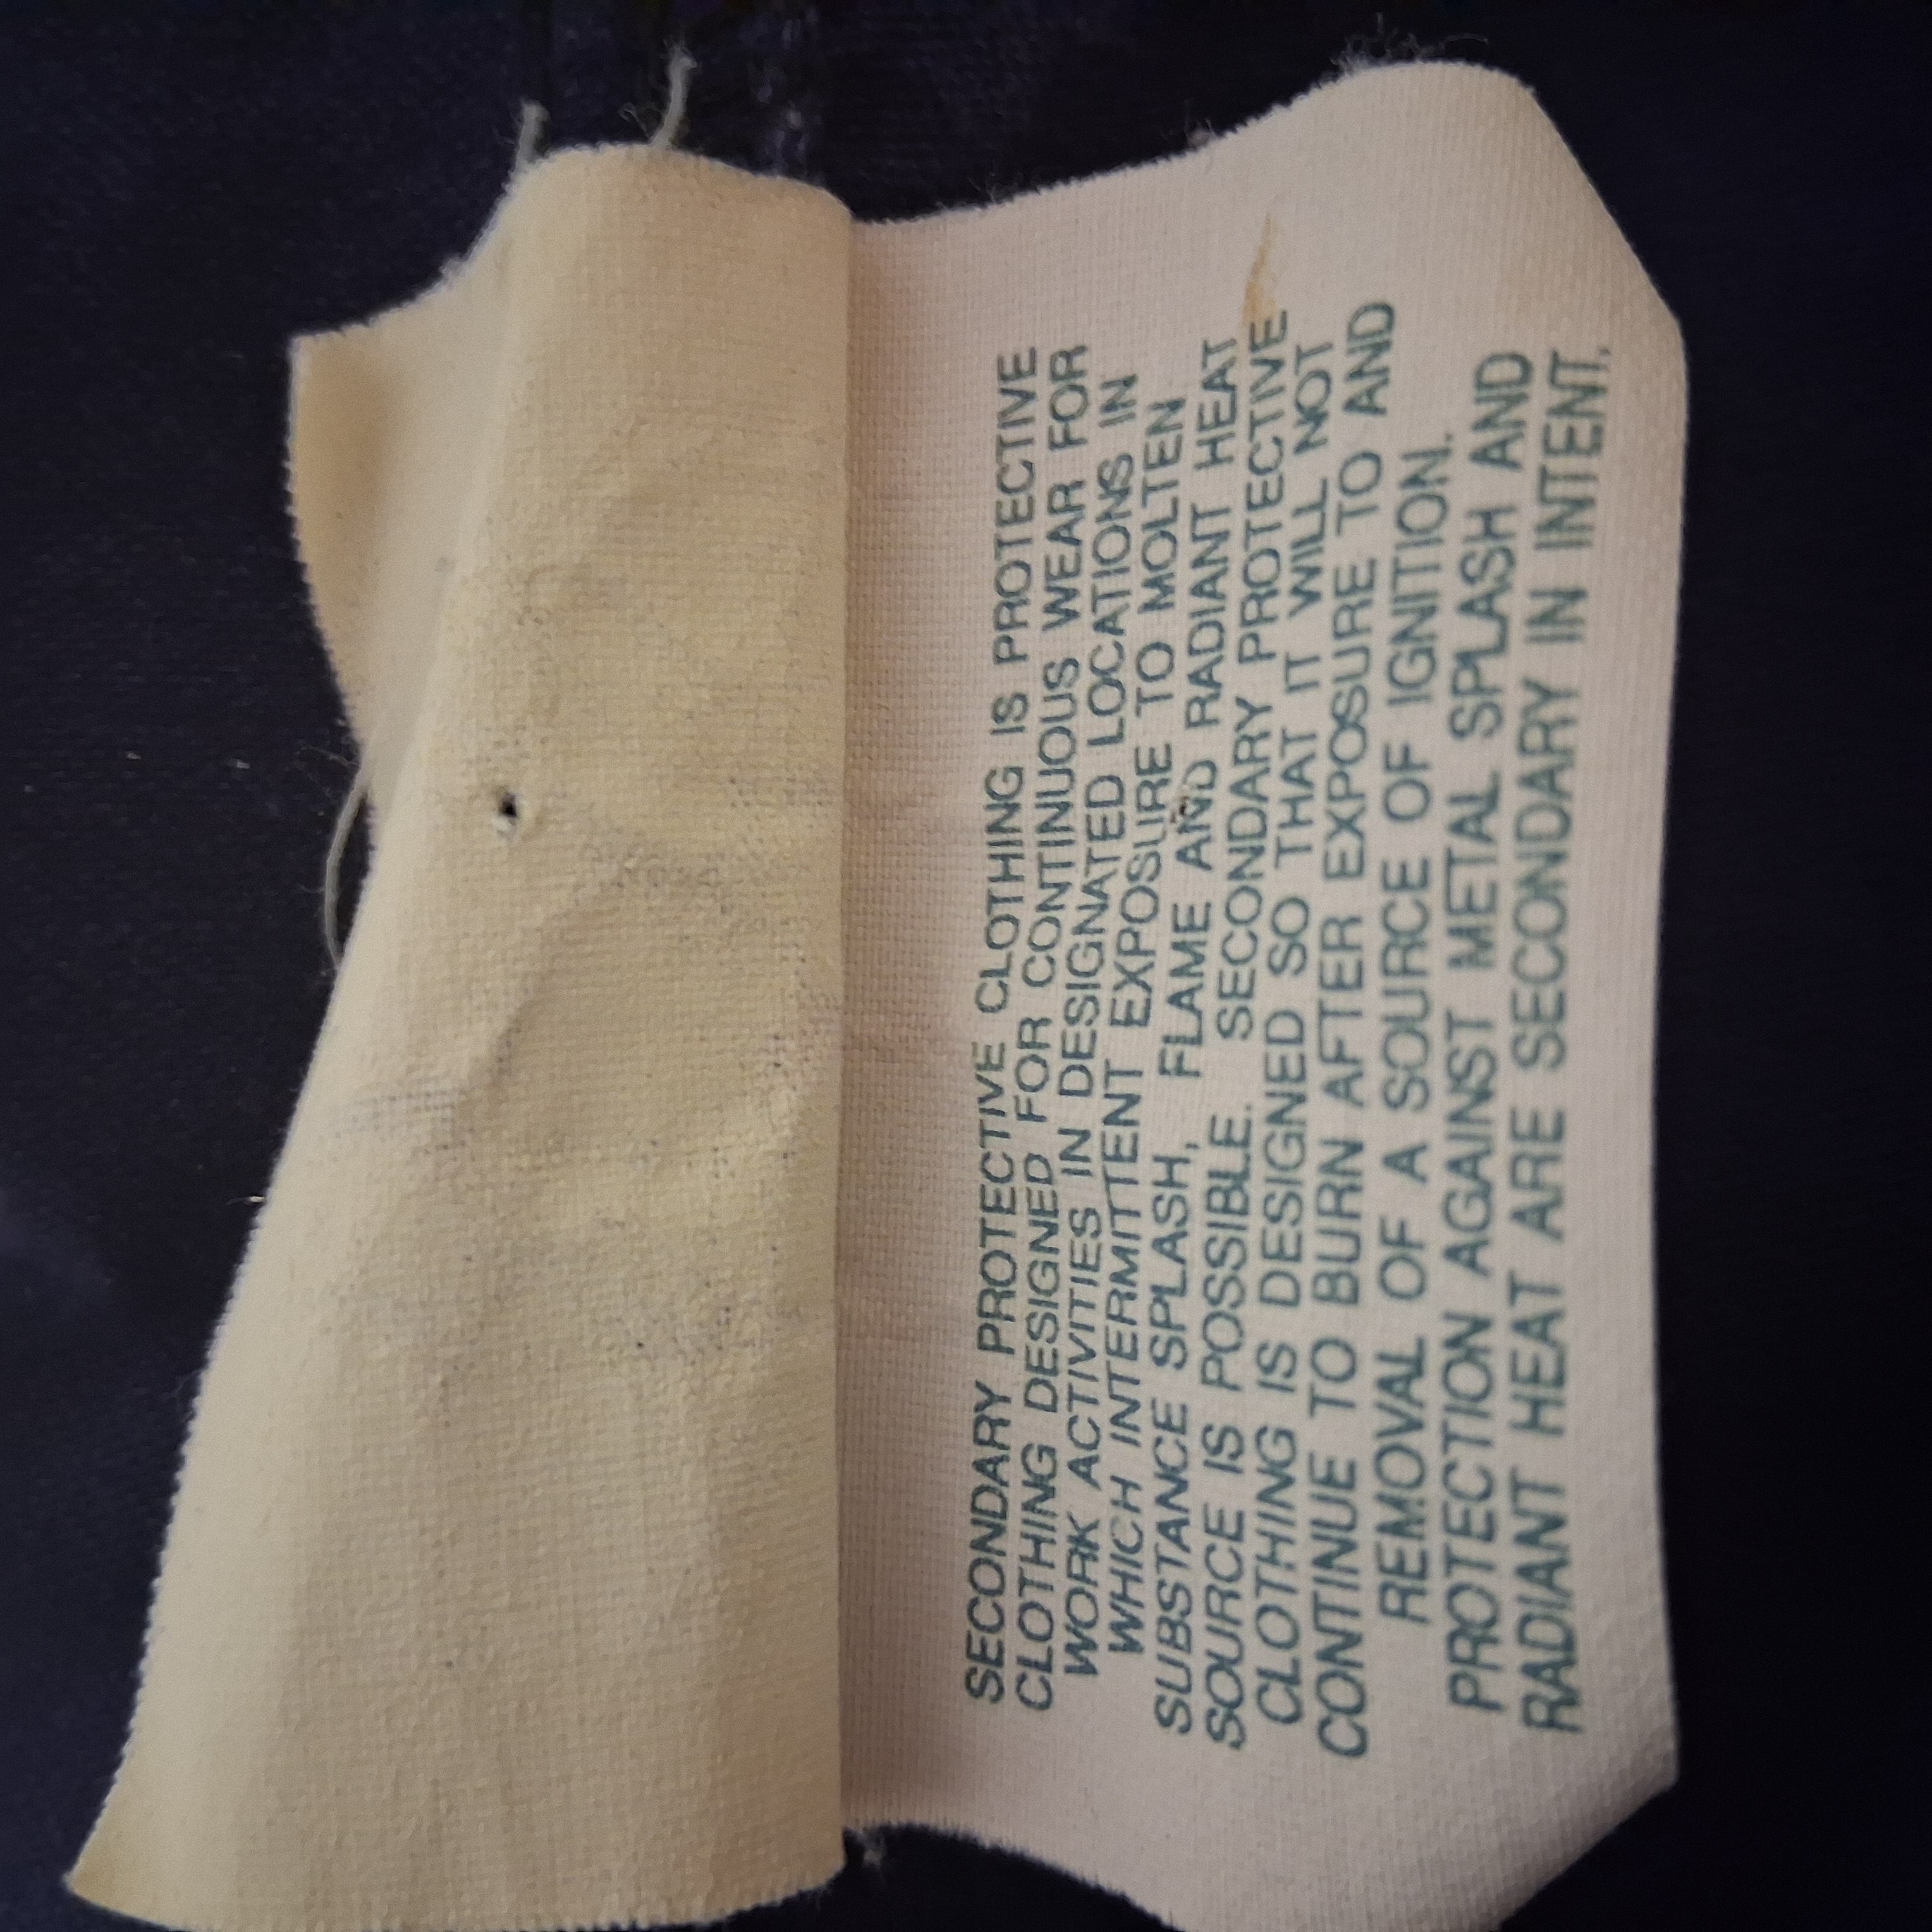 SECONDARY PROTECTIVE CLOTHING IS PROTECTIVE
CLOTHING DESIGNED FOR CONTINUOUS WEAR FOR
WORK ACTIVITIES IN DESIGNATED LOCATIONS IN
WHICH INTERMITTENT EXPOSURE TO MOLTEN
SUBSTANCE SPLASH, FLAME AND RADIANT HEAT
SOURCE IS POSSIBLE. SECONDARY PROTECTIVE
CLOTHING IS DESIGNED SO THAT IT WILL NOT
CONTINUE TO BURN AFTER EXPOSURE TO AND
REMOVAL OF A SOURCE OF IGNITION.
PROTECTION AGAINST METAL SPLASH AND
RADIANT HEAT ARE SECONDARY IN INTENT.